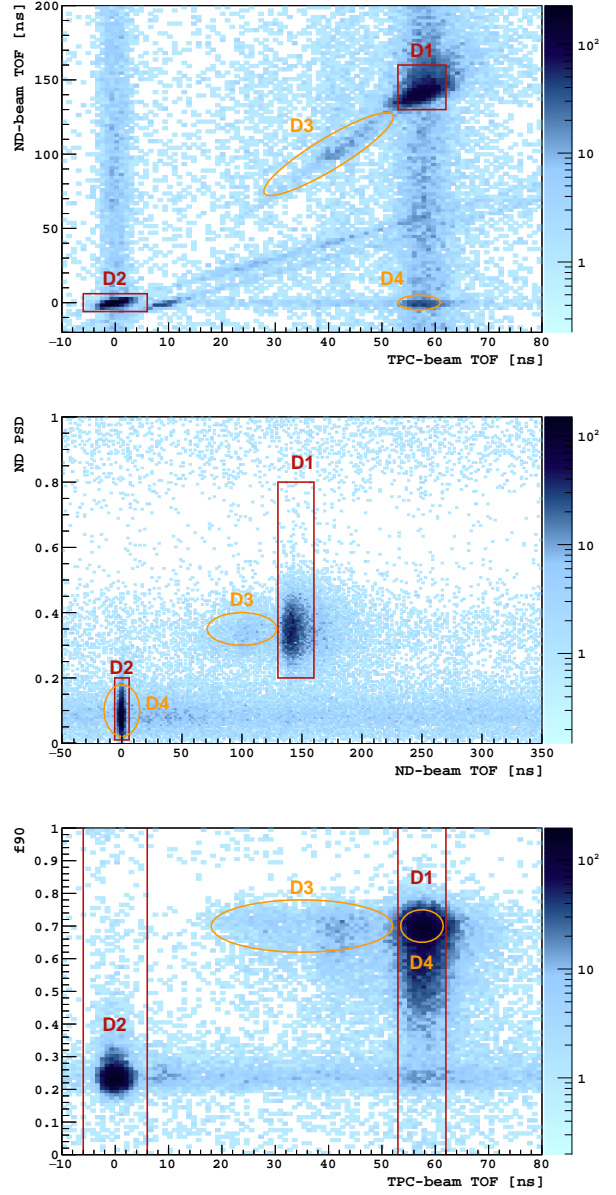 ND-beam TOF [ns]
200
150
100
50
0
−10 0 10 20 30 40 50 60 70 80
TPC-beam TOF [ns]
D1
D3
D2
D4
10²
10
1
ND PSD
1
0.8
0.6
0.4
0.2
0
−50 0 50 100 150 200 250 300 350
ND-beam TOF [ns]
D1
D3
D2
D4
10²
10
1
f90
1
0.9
0.8
0.7
0.6
0.5
0.4
0.3
0.2
0.1
0
−10 0 10 20 30 40 50 60 70 80
TPC-beam TOF [ns]
D3
D1
D4
D2
10²
10
1